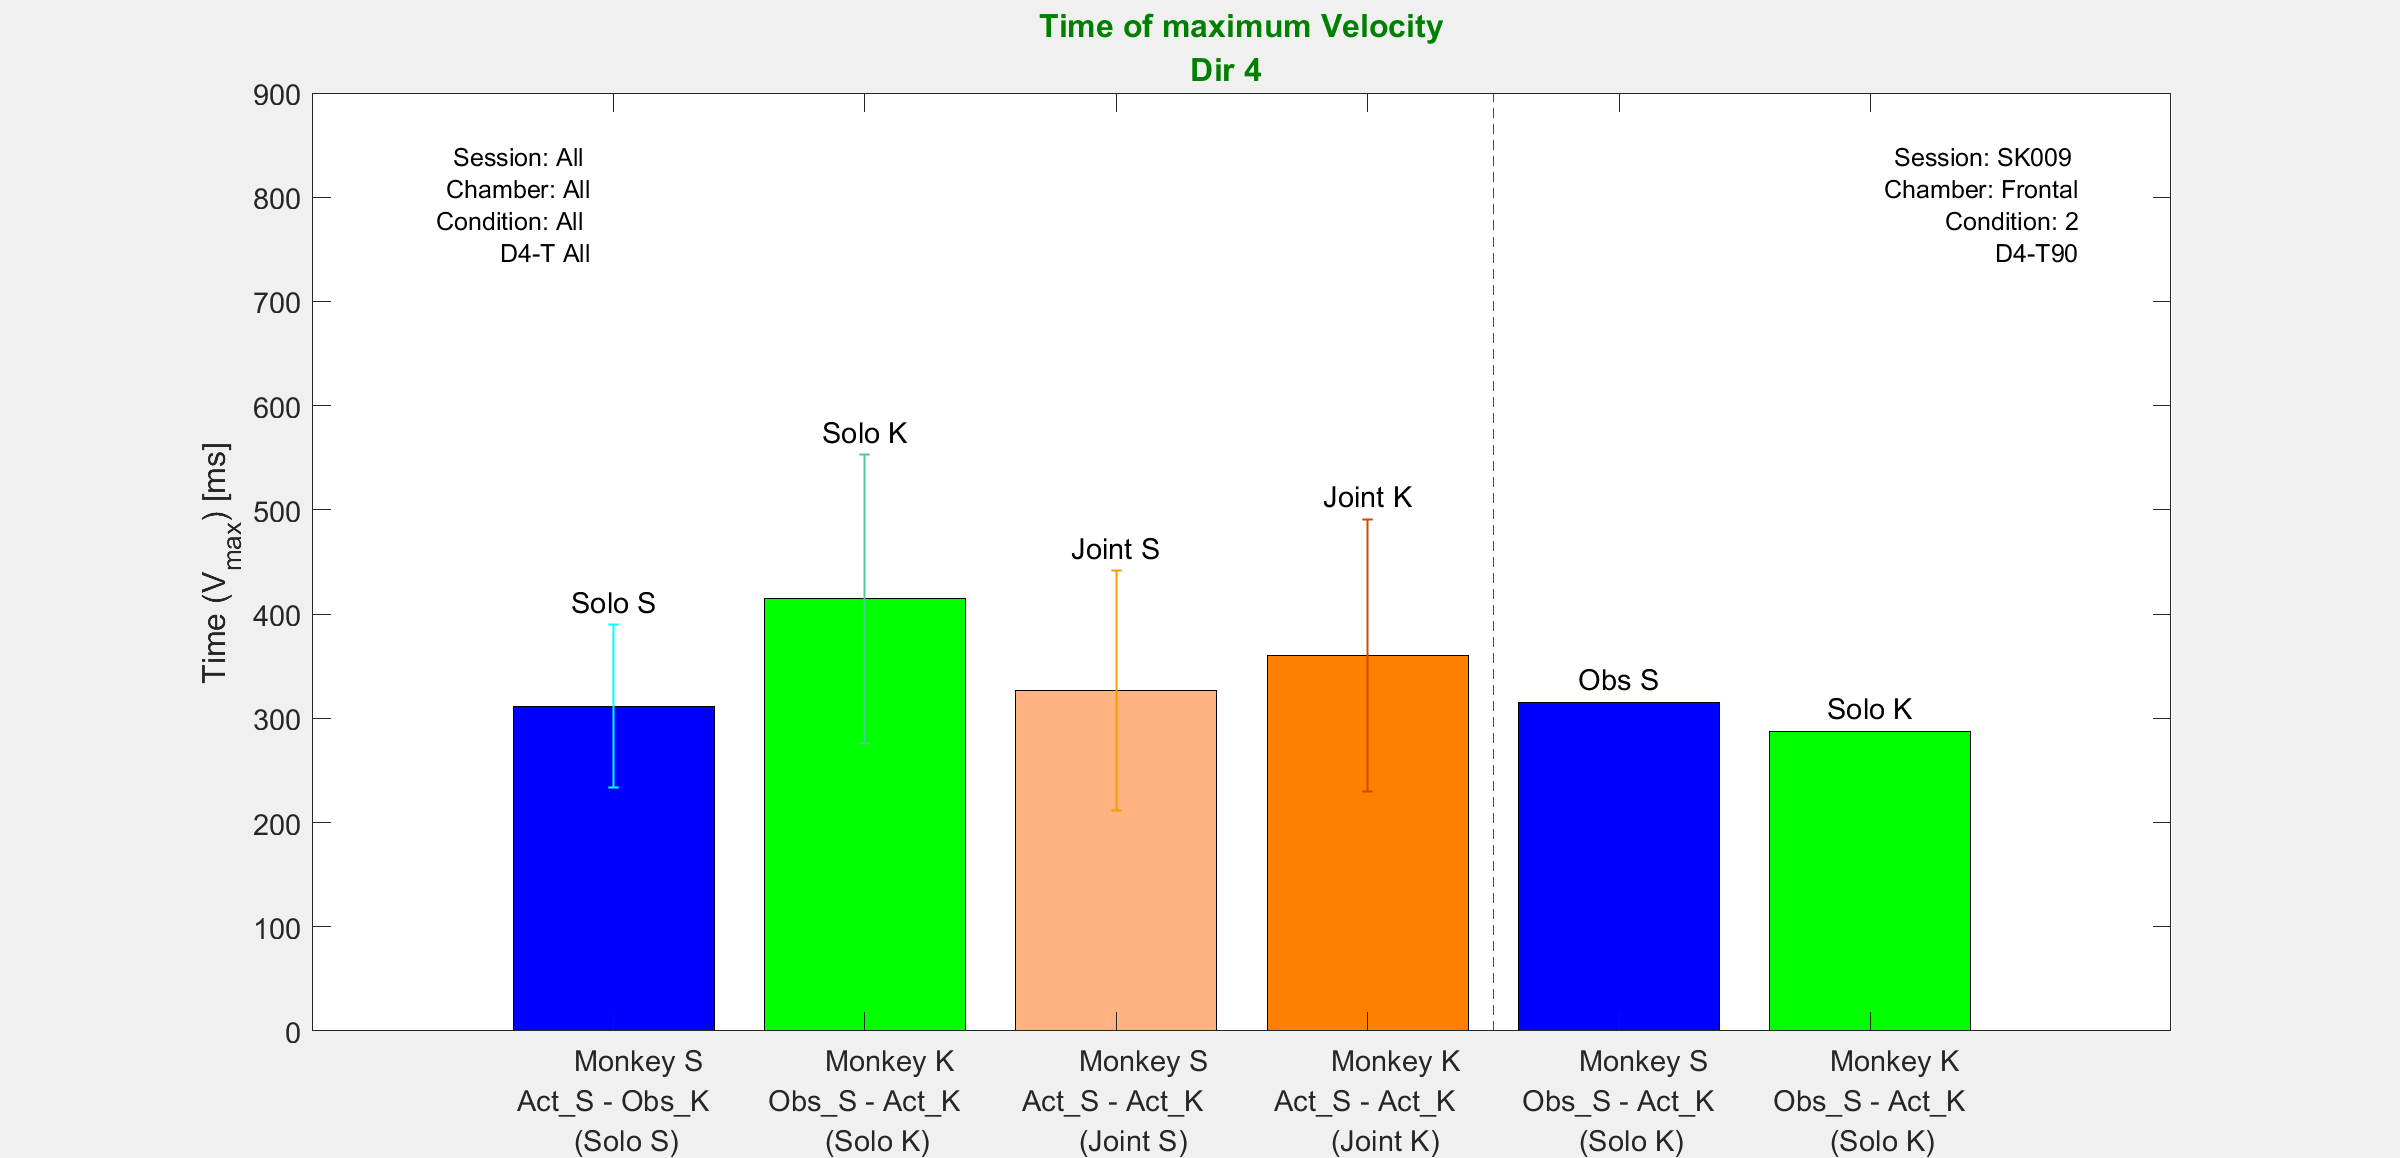 Time of maximum Velocity
Dir 4
900
800
700
600
500
400
300
200
100
0
Time (Vmax) [ms]
Session: All
Chamber: All
Condition: All
D4-T All
Session: SK009
Chamber: Frontal
Condition: 2
D4-T90
Solo S
Solo K
Joint S
Joint K
Obs S
Solo K
Monkey S
Act_S - Obs_K
(Solo S)
Monkey K
Obs_S - Act_K
(Solo K)
Monkey S
Act_S - Act_K
(Joint S)
Monkey K
Act_S - Act_K
(Joint K)
Monkey S
Obs_S - Act_K
(Solo K)
Monkey K
Obs_S - Act_K
(Solo K)